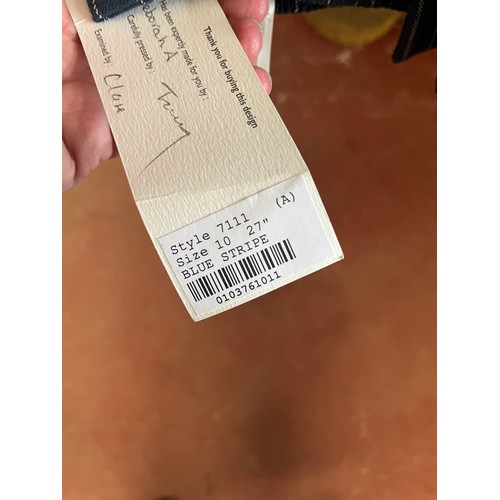 Thank you for buying this design
Has been expertly made for you by :
Deborah A
Carefully pressed by :
Examined by : Clare
Style 7111 (A)
Size 10 27"
BLUE STRIPE
0103761011